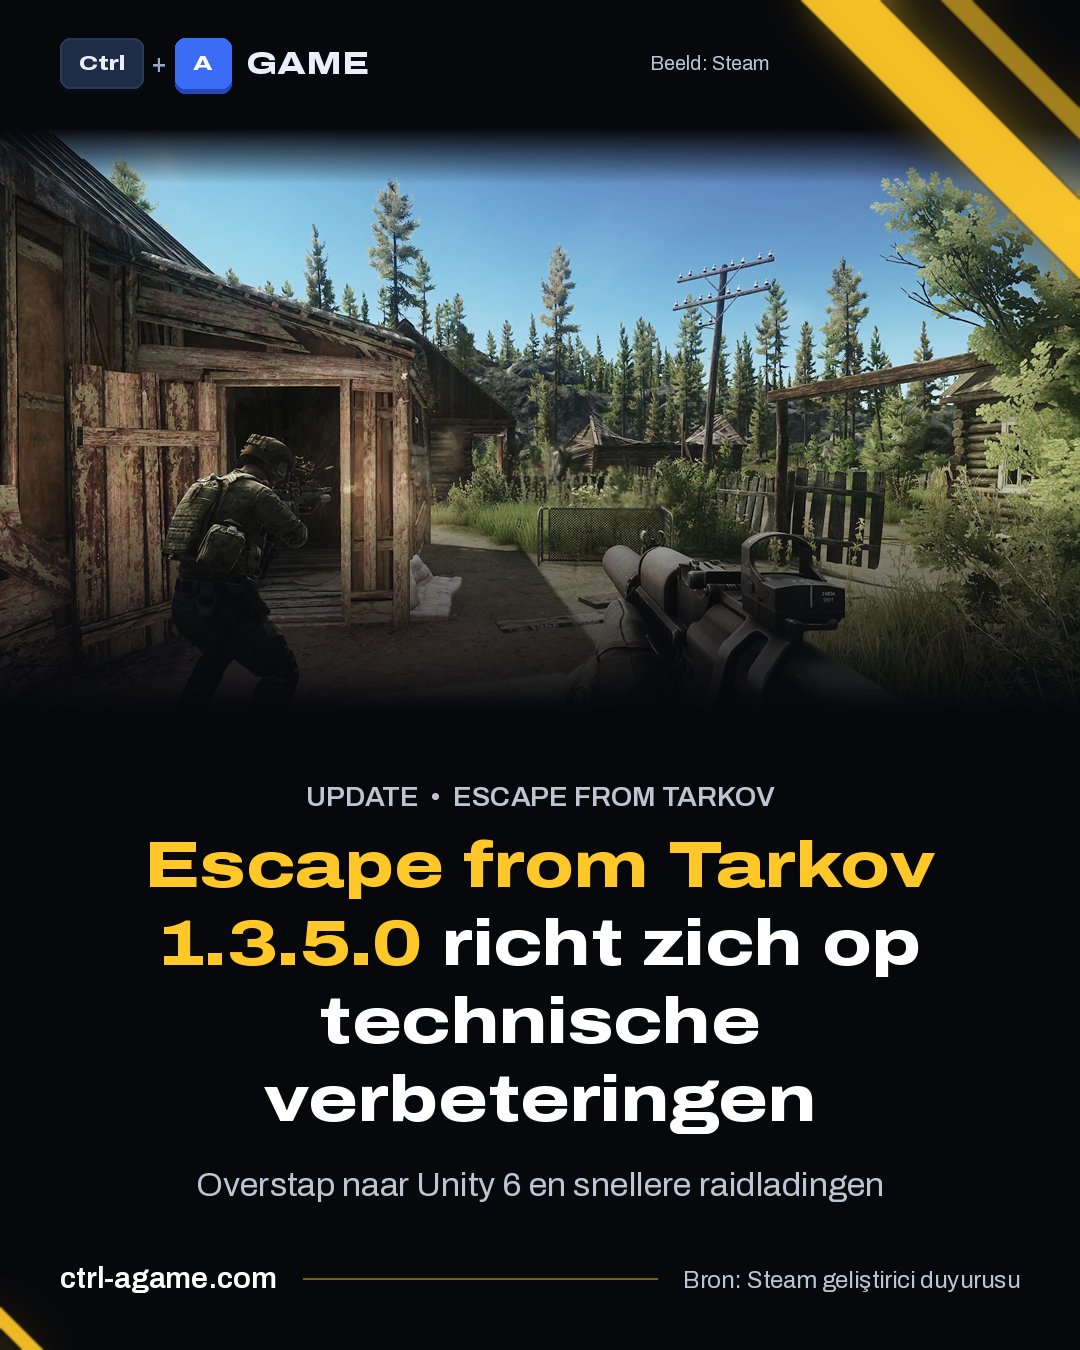 Ctrl + A GAME
Beeld: Steam
UPDATE • ESCAPE FROM TARKOV
Escape from Tarkov
1.3.5.0 richt zich op
technische
verbeteringen
Overstap naar Unity 6 en snellere raidladingen
ctrl-agame.com
Bron: Steam geliştirici duyurusu